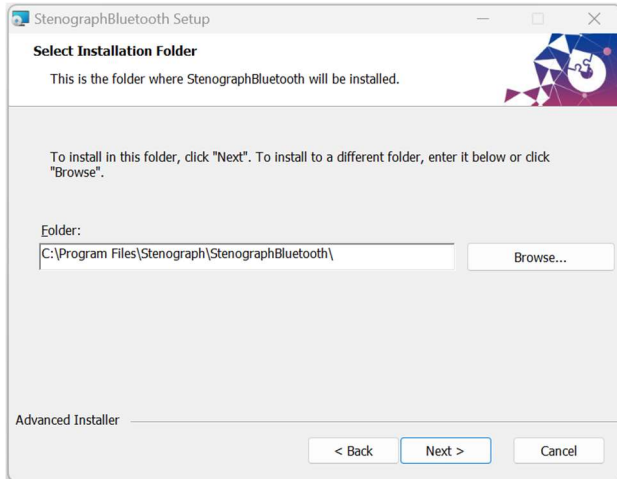 StenographBluetooth Setup
Select Installation Folder
This is the folder where StenographBluetooth will be installed.
To install in this folder, click "Next". To install to a different folder, enter it below or click
"Browse".
Folder:
C:\Program Files\Stenograph\StenographBluetooth\
Browse...
Advanced Installer
< Back
Next >
Cancel